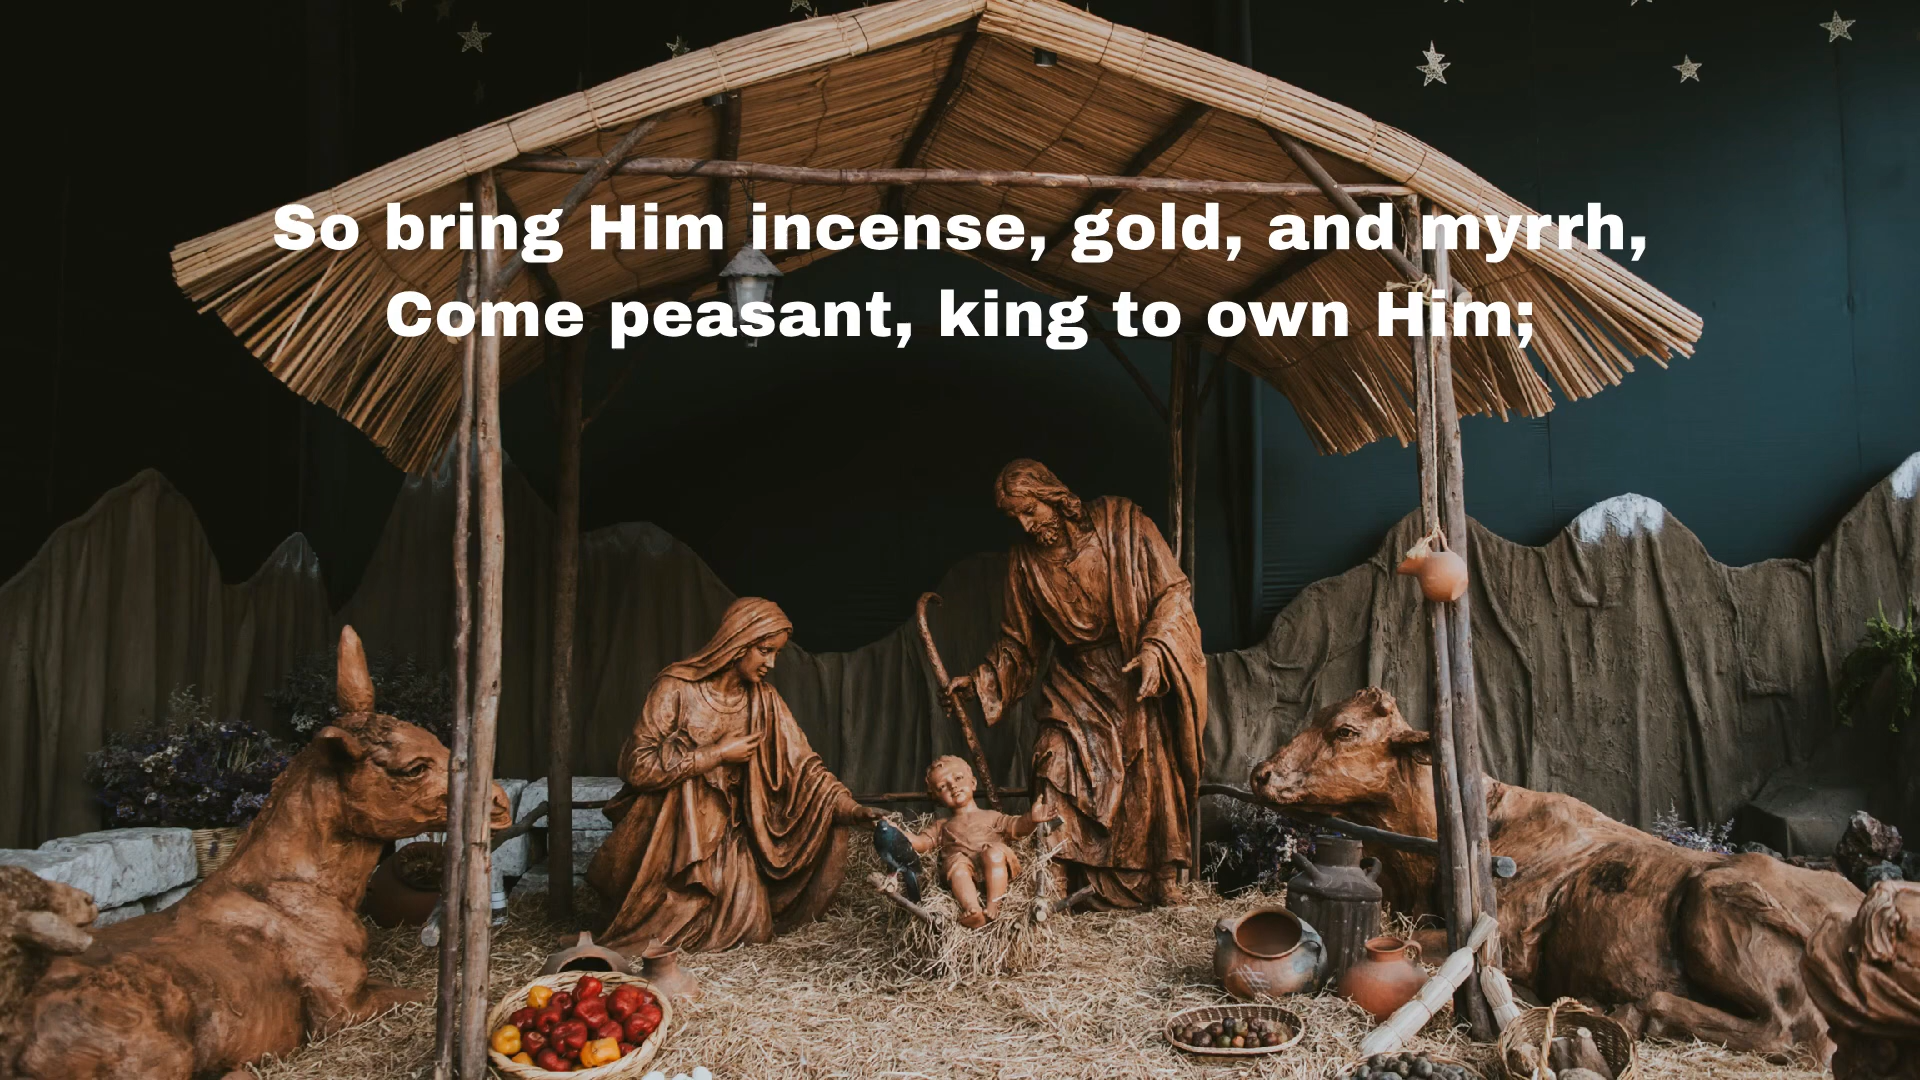 So bring Him incense, gold, and myrrh,
Come peasant, king to own Him;